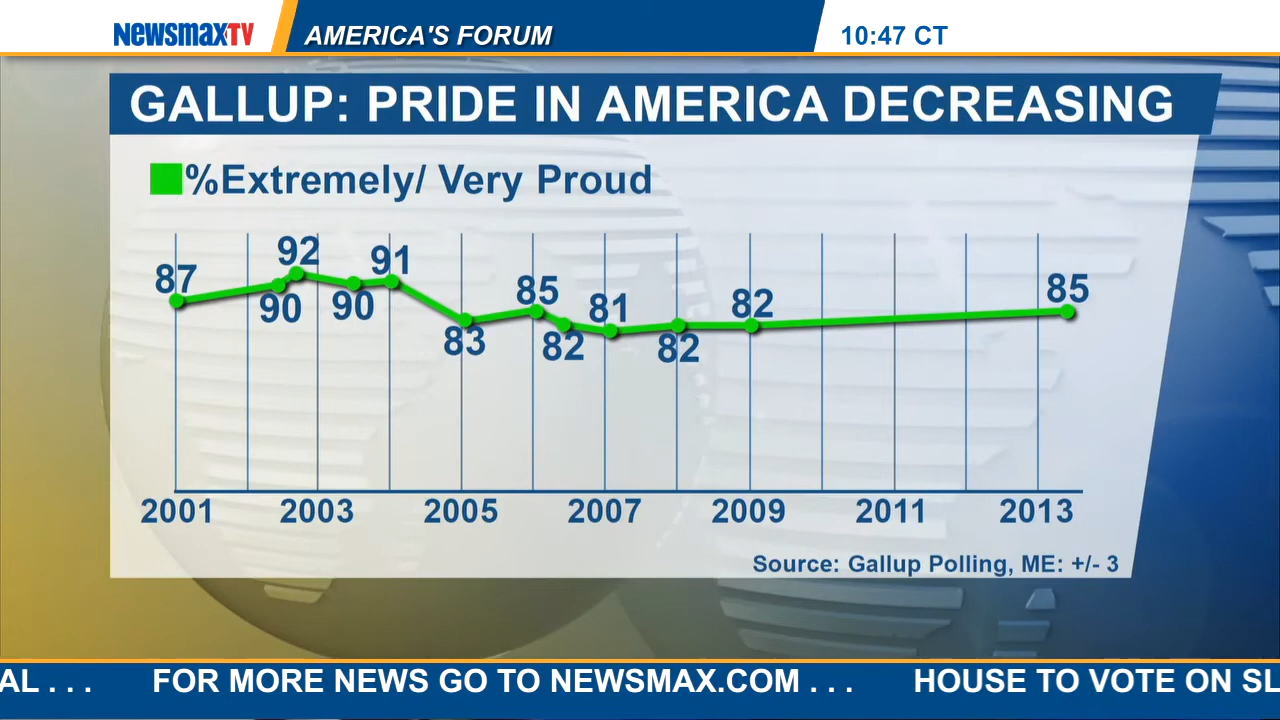 NEWSMAXTV AMERICA'S FORUM 10:47 CT
GALLUP: PRIDE IN AMERICA DECREASING
%Extremely/ Very Proud
87 90 92 90 91 83 85 82 81 82 82 85
2001 2003 2005 2007 2009 2011 2013
Source: Gallup Polling, ME: +/- 3
AL . . . FOR MORE NEWS GO TO NEWSMAX.COM . . . HOUSE TO VOTE ON SL